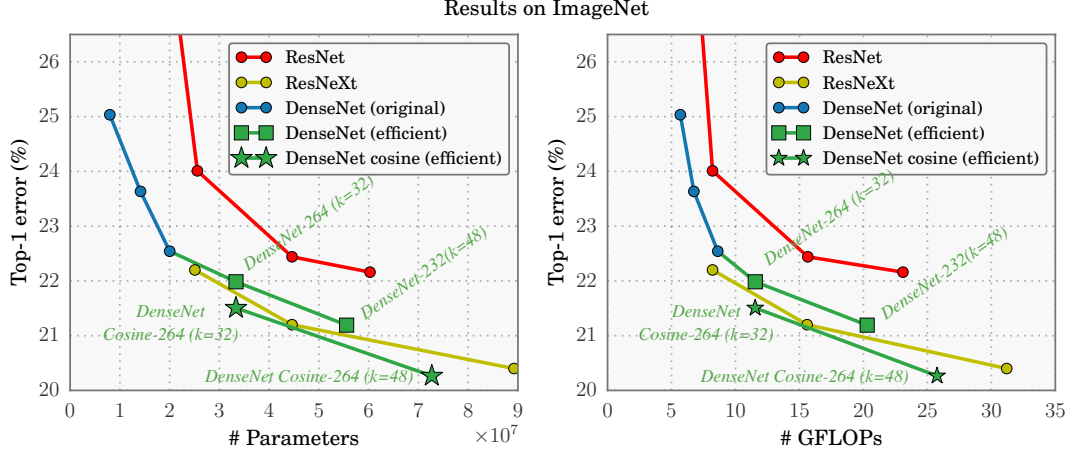 Results on ImageNet
26
25
24
23
22
21
20
Top-1 error (%)
ResNet
ResNeXt
DenseNet (original)
DenseNet (efficient)
DenseNet cosine (efficient)
DenseNet-264 (k=32)
DenseNet-232(k=48)
DenseNet
Cosine-264 (k=32)
DenseNet Cosine-264 (k=48)
0 1 2 3 4 5 6 7 8 9
# Parameters
×10⁷
26
25
24
23
22
21
20
Top-1 error (%)
ResNet
ResNeXt
DenseNet (original)
DenseNet (efficient)
DenseNet cosine (efficient)
DenseNet-264 (k=32)
DenseNet-232(k=48)
DenseNet
Cosine-264 (k=32)
DenseNet Cosine-264 (k=48)
0 5 10 15 20 25 30 35
# GFLOPs